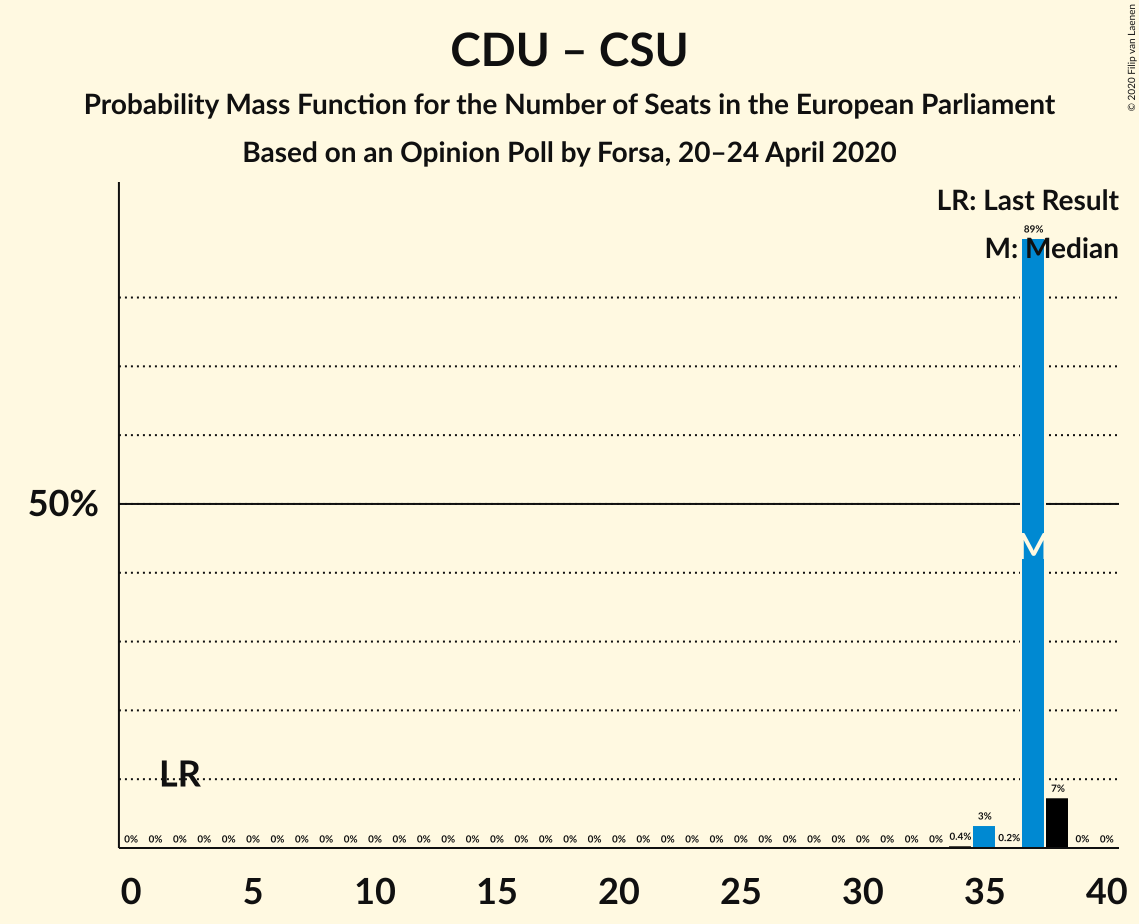 CDU – CSU
Probability Mass Function for the Number of Seats in the European Parliament
Based on an Opinion Poll by Forsa, 20–24 April 2020
© 2020 Filip van Laenen
LR: Last Result
M: Median
89%
50%
M
LR
7%
3%
0% 0% 0% 0% 0% 0% 0% 0% 0% 0% 0% 0% 0% 0% 0% 0% 0% 0% 0% 0% 0% 0% 0% 0% 0% 0% 0% 0% 0% 0% 0% 0% 0% 0% 0.4% 0.2% 0% 0%
0 5 10 15 20 25 30 35 40